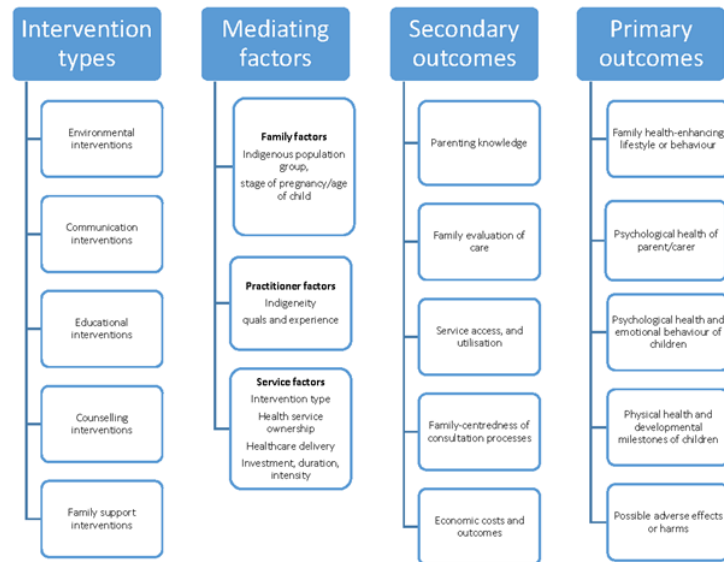 Intervention
types
Environmental
interventions
Communication
interventions
Educational
interventions
Counselling
interventions
Family support
interventions
Mediating
factors
Family factors
Indigenous population
group,
stage of pregnancy/age
of child
Practitioner factors
Indigeneity
quals and experience
Service factors
Intervention type
Health service
ownership
Healthcare delivery
Investment, duration,
intensity
Secondary
outcomes
Parenting knowledge
Family evaluation of
care
Service access, and
utilisation
Family-centredness of
consultation processes
Economic costs and
outcomes
Primary
outcomes
Family health-enhancing
lifestyle or behaviour
Psychological health of
parent/carer
Psychological health and
emotional behaviour of
children
Physical health and
developmental
milestones of children
Possible adverse effects
or harms